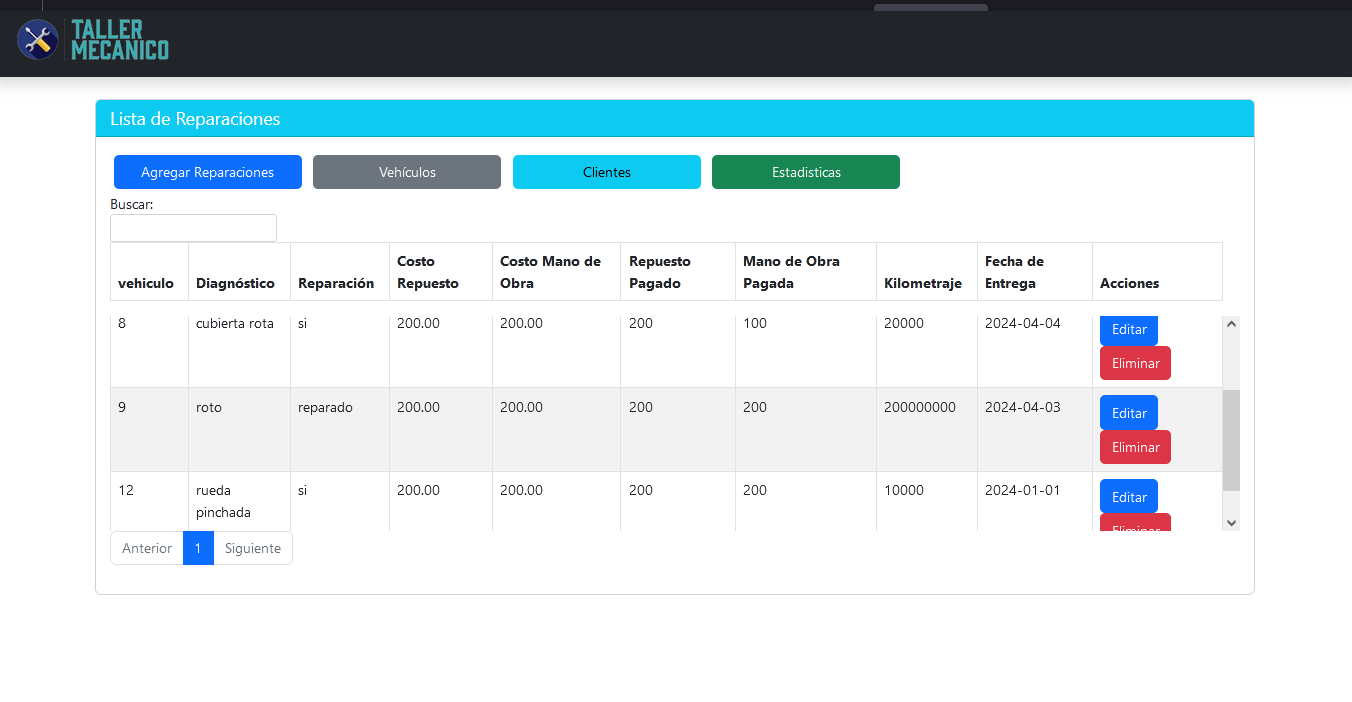 TALLER
MECANICO
Lista de Reparaciones
Agregar Reparaciones Vehículos Clientes Estadisticas
Buscar:
vehiculo Diagnóstico Reparación Costo Repuesto Costo Mano de Obra Repuesto Pagado Mano de Obra Pagada Kilometraje Fecha de Entrega Acciones
8 cubierta rota si 200.00 200.00 200 100 20000 2024-04-04 Editar
Eliminar
9 roto reparado 200.00 200.00 200 200 200000000 2024-04-03 Editar
Eliminar
12 rueda pinchada si 200.00 200.00 200 200 10000 2024-01-01 Editar
Eliminar
Anterior 1 Siguiente